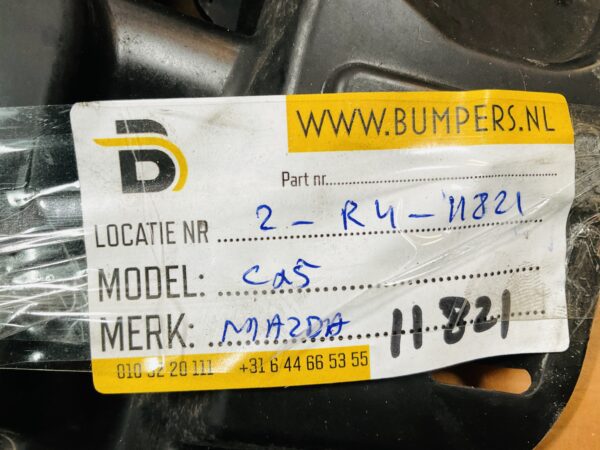 WWW.BUMPERS.NL
Part nr.
LOCATIE NR 2-R4-11821
MODEL: Cx5
MERK: MAZDA 11821
010 32 20 111 +31 6 44 66 53 55